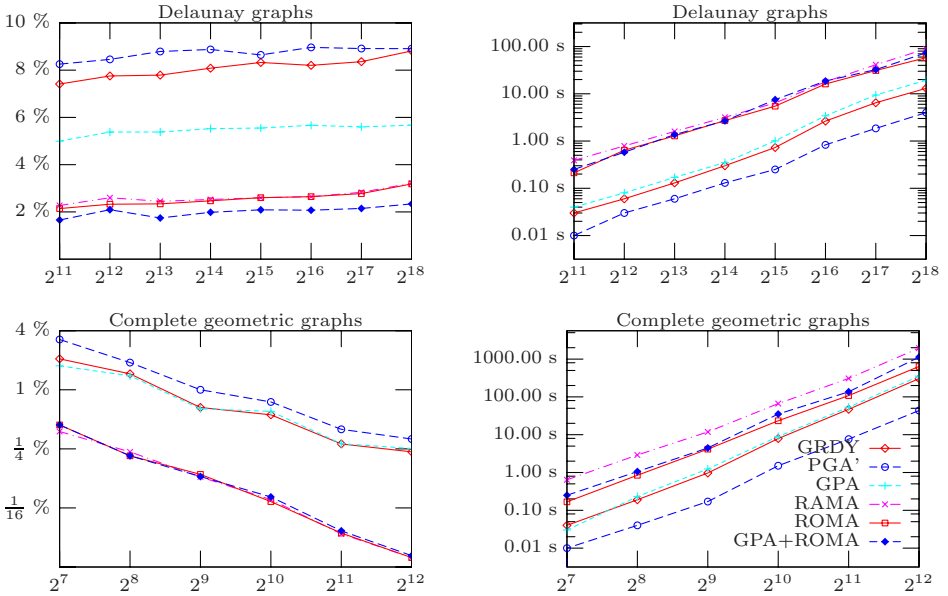 Delaunay graphs
10 %
8 %
6 %
4 %
2 %
2^11 2^12 2^13 2^14 2^15 2^16 2^17 2^18
Delaunay graphs
100.00 s
10.00 s
1.00 s
0.10 s
0.01 s
2^11 2^12 2^13 2^14 2^15 2^16 2^17 2^18
Complete geometric graphs
4 %
1 %
1/4 %
1/16 %
2^7 2^8 2^9 2^10 2^11 2^12
Complete geometric graphs
1000.00 s
100.00 s
10.00 s
1.00 s
0.10 s
0.01 s
GRDY
PGA'
GPA
RAMA
ROMA
GPA+ROMA
2^7 2^8 2^9 2^10 2^11 2^12